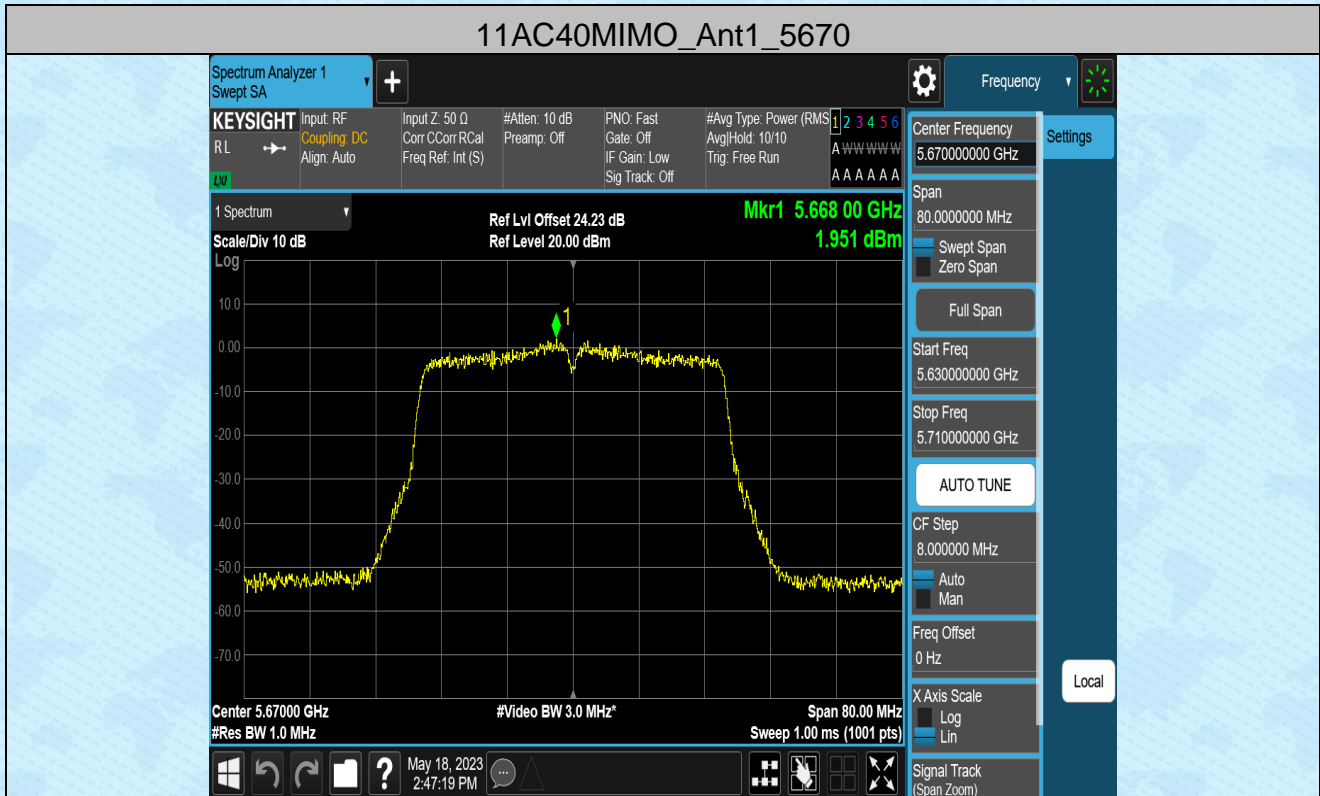 11AC40MIMO_Ant1_5670
Spectrum Analyzer 1
Swept SA
+
Frequency
KEYSIGHT
R L
LXI
Input: RF
Coupling: DC
Align: Auto
Input Z: 50 Ω
Corr CCorr RCal
Freq Ref: Int (S)
#Atten: 10 dB
Preamp: Off
PNO: Fast
Gate: Off
IF Gain: Low
Sig Track: Off
#Avg Type: Power (RMS
Avg|Hold: 10/10
Trig: Free Run
1 2 3 4 5 6
A W W W W W
A A A A A A
1 Spectrum
Scale/Div 10 dB
Log
Ref Lvl Offset 24.23 dB
Ref Level 20.00 dBm
Mkr1 5.668 00 GHz
1.951 dBm
10.0
0.00
-10.0
-20.0
-30.0
-40.0
-50.0
-60.0
-70.0
1
Center 5.67000 GHz
#Res BW 1.0 MHz
#Video BW 3.0 MHz*
Span 80.00 MHz
Sweep 1.00 ms (1001 pts)
?
May 18, 2023
2:47:19 PM
Center Frequency
5.670000000 GHz
Settings
Span
80.0000000 MHz
Swept Span
Zero Span
Full Span
Start Freq
5.630000000 GHz
Stop Freq
5.710000000 GHz
AUTO TUNE
CF Step
8.000000 MHz
Auto
Man
Freq Offset
0 Hz
X Axis Scale
Log
Lin
Local
Signal Track
(Span Zoom)